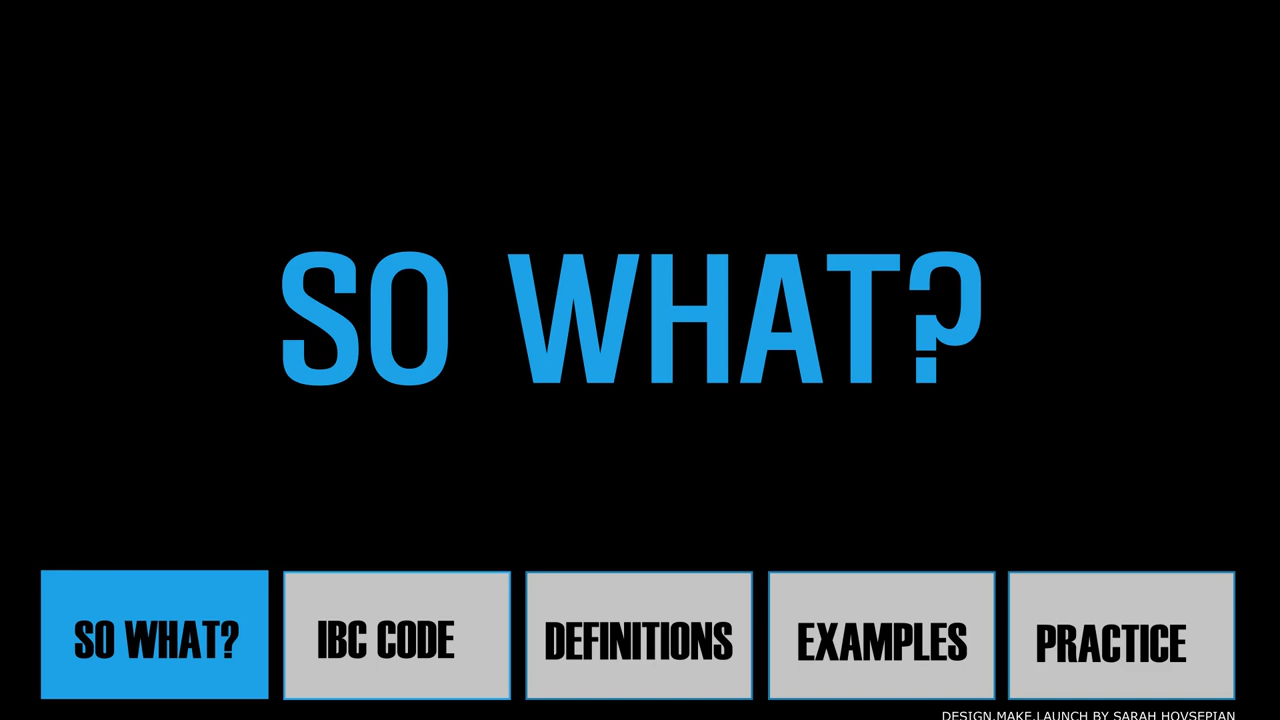 SO WHAT?
SO WHAT?
IBC CODE
DEFINITIONS
EXAMPLES
PRACTICE
DESIGN.MAKE.LAUNCH BY SARAH HOVSEPIAN